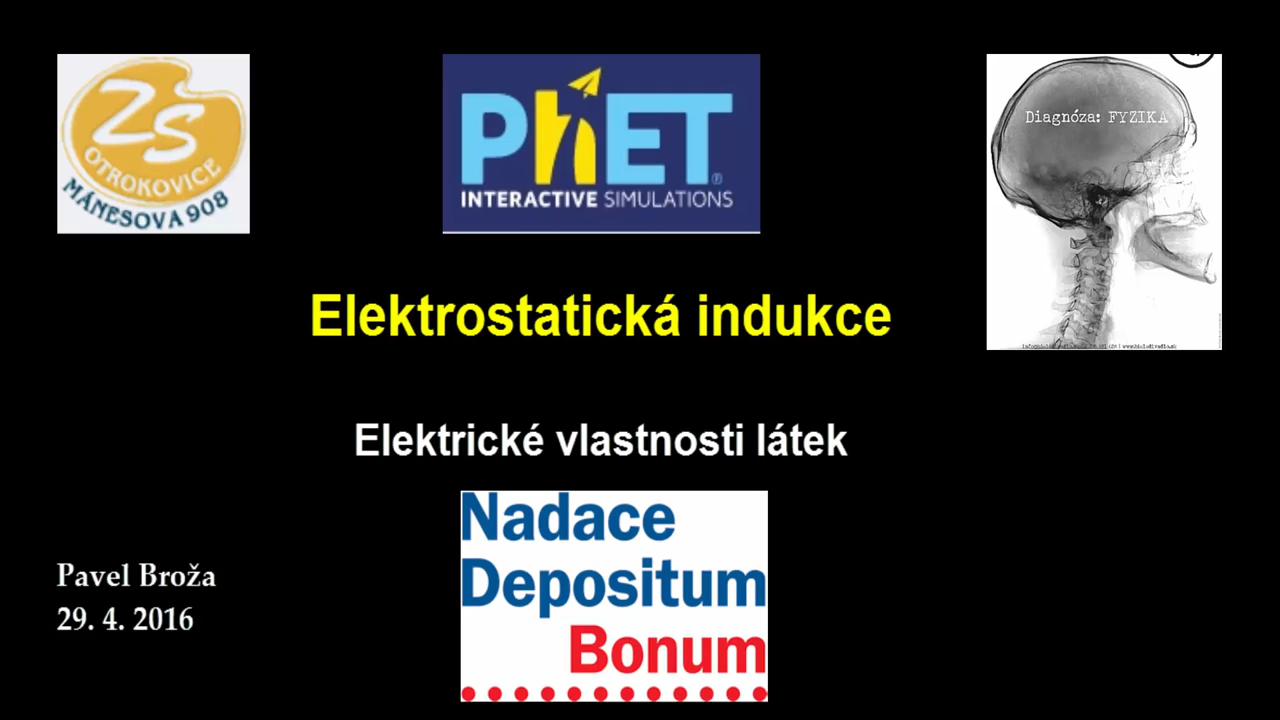 ZŠ
OTROKOVICE
MÁNESOVA 908
PhET
INTERACTIVE SIMULATIONS
Diagnóza: FYZIKA
Elektrostatická indukce
Elektrické vlastnosti látek
Nadace
Depositum
Bonum
Pavel Broža
29. 4. 2016